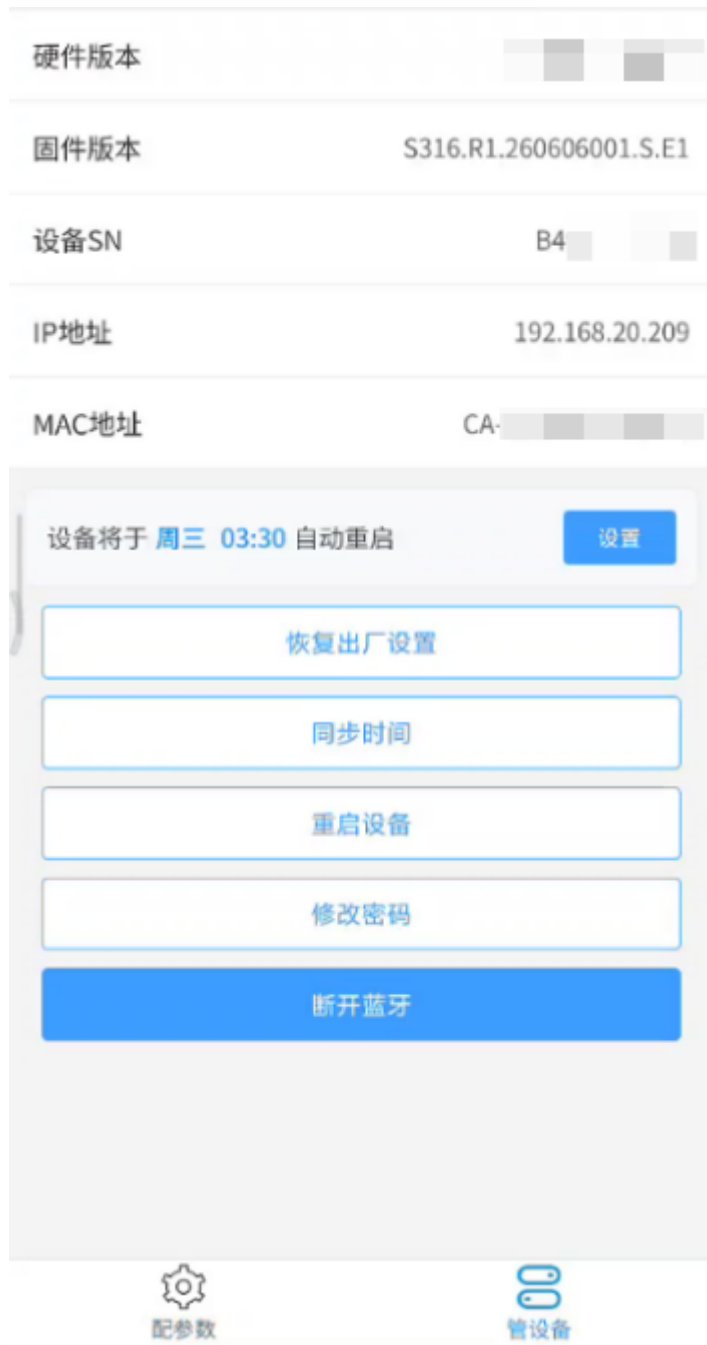 硬件版本
固件版本 S316.R1.260606001.S.E1
设备SN B4
IP地址 192.168.20.209
MAC地址 CA-
设备将于 周三 03:30 自动重启 设置
恢复出厂设置
同步时间
重启设备
修改密码
断开蓝牙
配参数 管设备